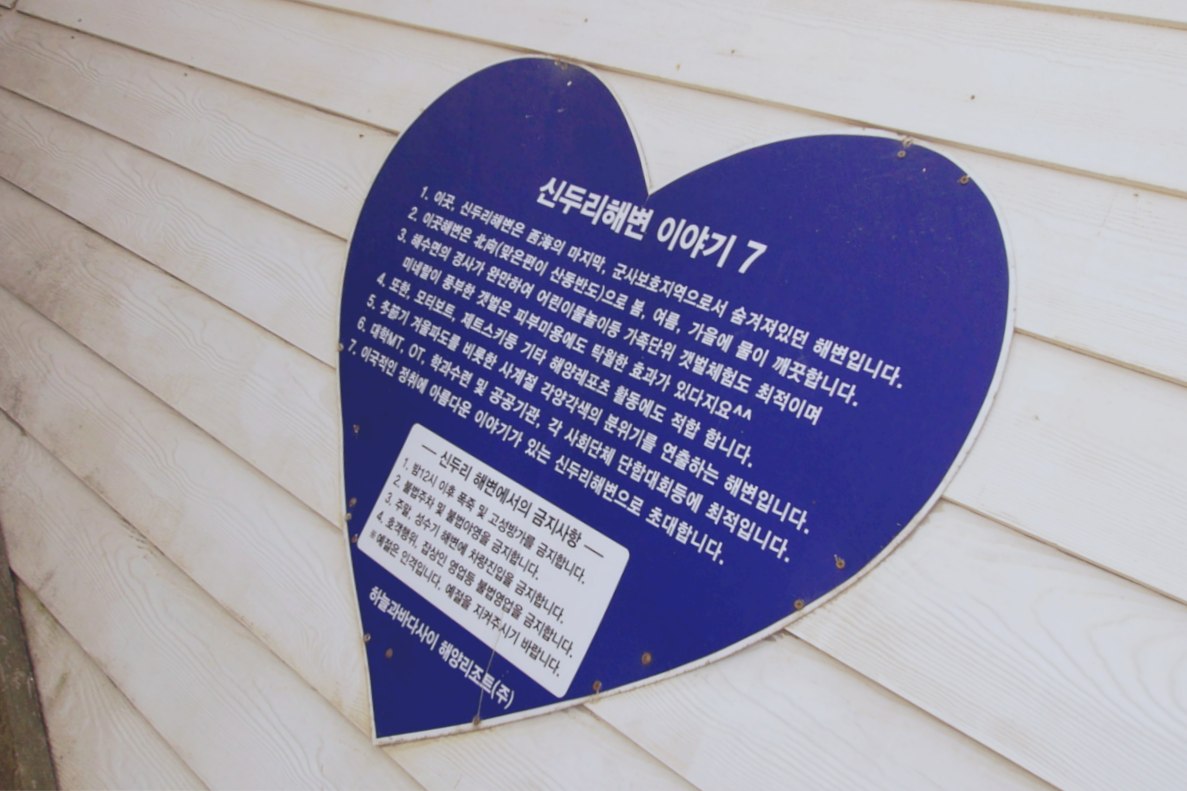 신두리해변 이야기 7
1. 이곳, 신두리해변은 西海의 마지막, 군사보호지역으로서 숨겨져있던 해변입니다.
2. 이곳해변은 北向(맞은편이 산동반도)으로 봄, 여름, 가을에 물이 깨끗합니다.
3. 해수면의 경사가 완만하여 어린이물놀이등 가족단위 갯벌체험도 최적이며
미네랄이 풍부한 갯벌은 피부미용에도 탁월한 효과가 있다지요^^
4. 또한, 모터보트, 제트스키등 기타 해양레포츠 활동에도 적합 합니다.
5. 冬節기 겨울파도를 비롯한 사계절 각양각색의 분위기를 연출하는 해변입니다.
6. 대학MT, OT, 학과수련 및 공공기관, 각 사회단체 단합대회등에 최적입니다.
7. 이국적인 정취에 아름다운 이야기가 있는 신두리해변으로 초대합니다.
— 신두리 해변에서의 금지사항 —
1. 밤12시 이후 폭죽 및 고성방가를 금지합니다.
2. 불법주차 및 불법야영을 금지합니다.
3. 주말, 성수기 해변에 차량진입을 금지합니다.
4. 호객행위, 잡상인 영업등 불법영업을 금지합니다.
※예절은 인격입니다. 예절을 지켜주시기 바랍니다.
하늘과바다사이 해양리조트(주)